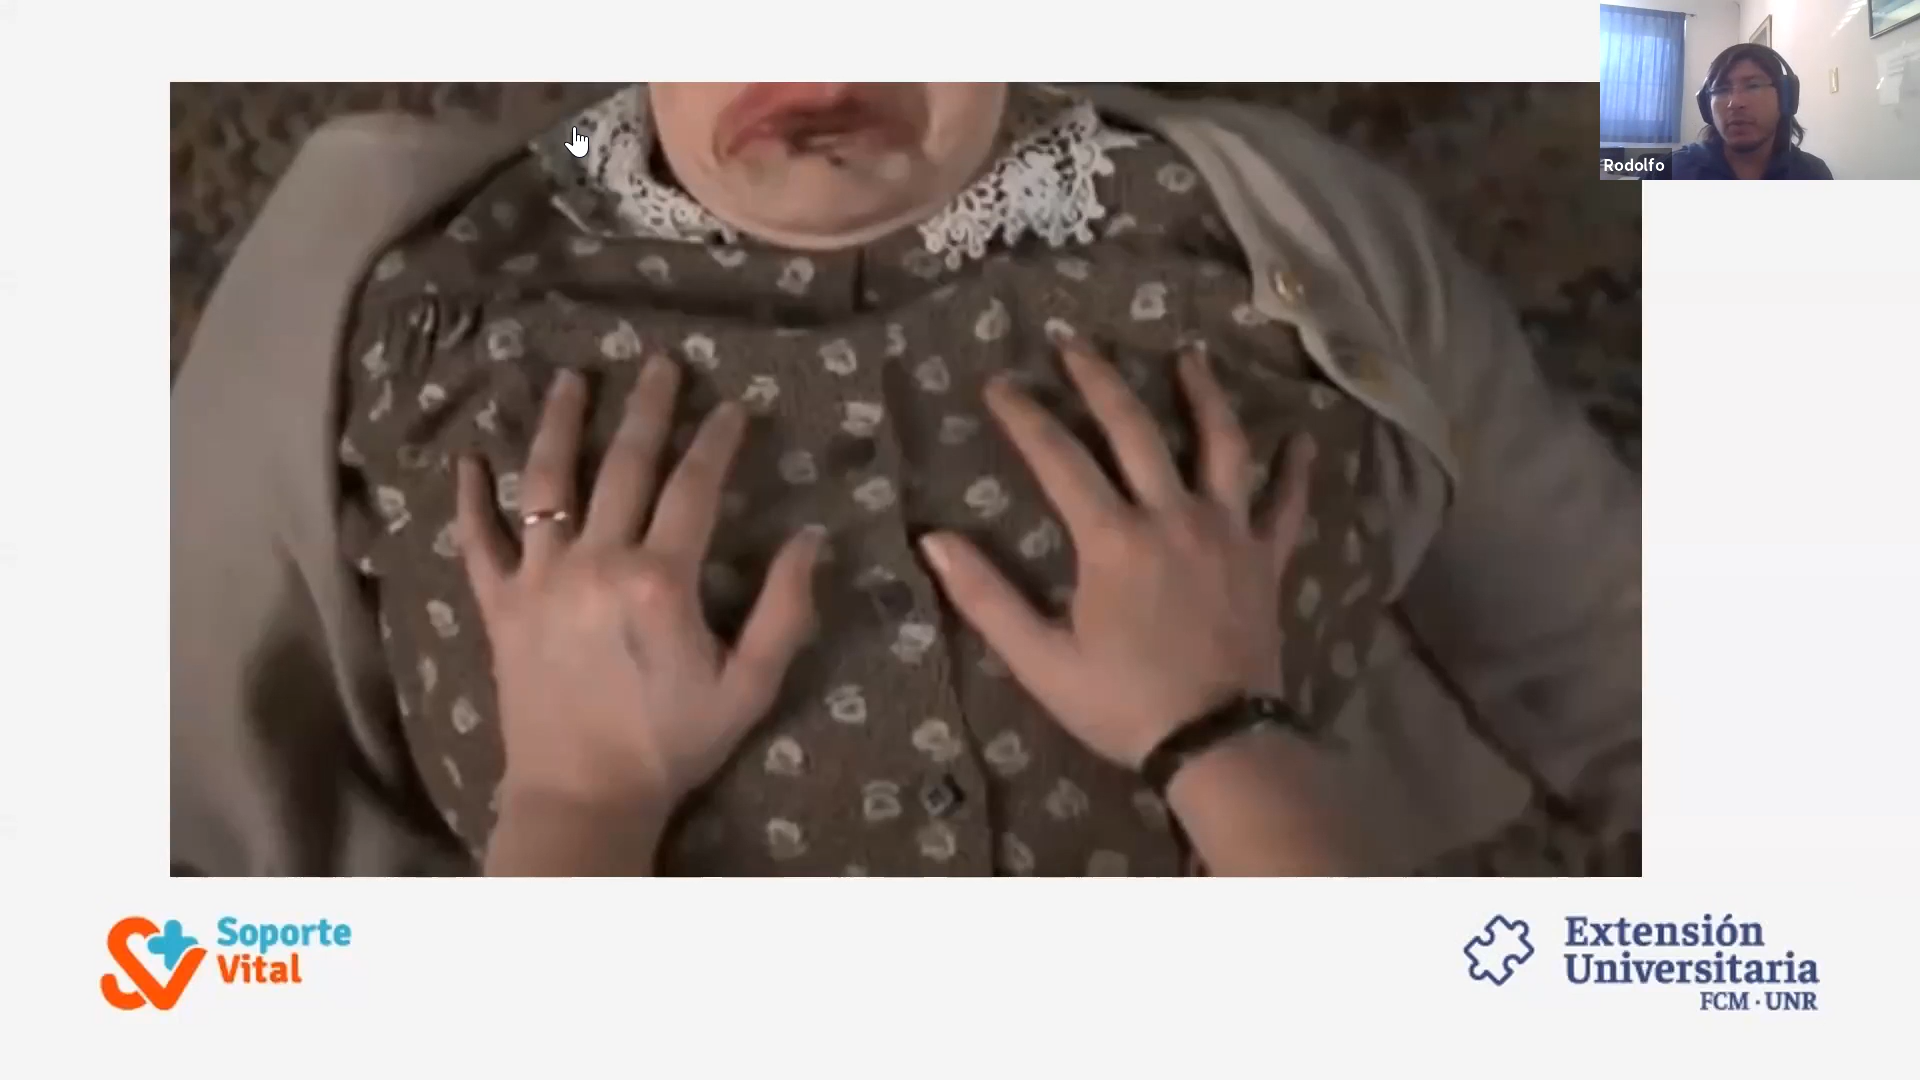 Rodolfo
Soporte
Vital
Extensión
Universitaria
FCM · UNR